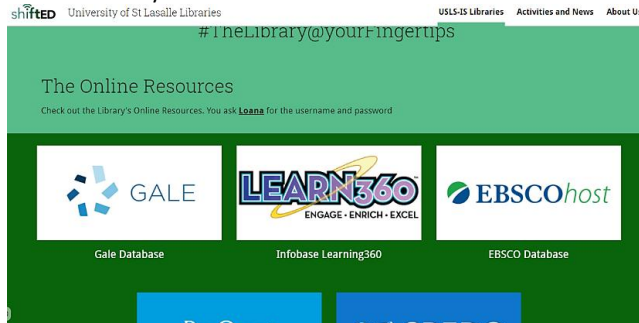 shiftED University of St Lasalle Libraries USLS-IS Libraries Activities and News About Us
#TheLibrary@yourFingertips
The Online Resources
Check out the Library's Online Resources. You ask Loana for the username and password
GALE
LEARN360
ENGAGE • ENRICH • EXCEL
EBSCOhost
Gale Database Infobase Learning360 EBSCO Database